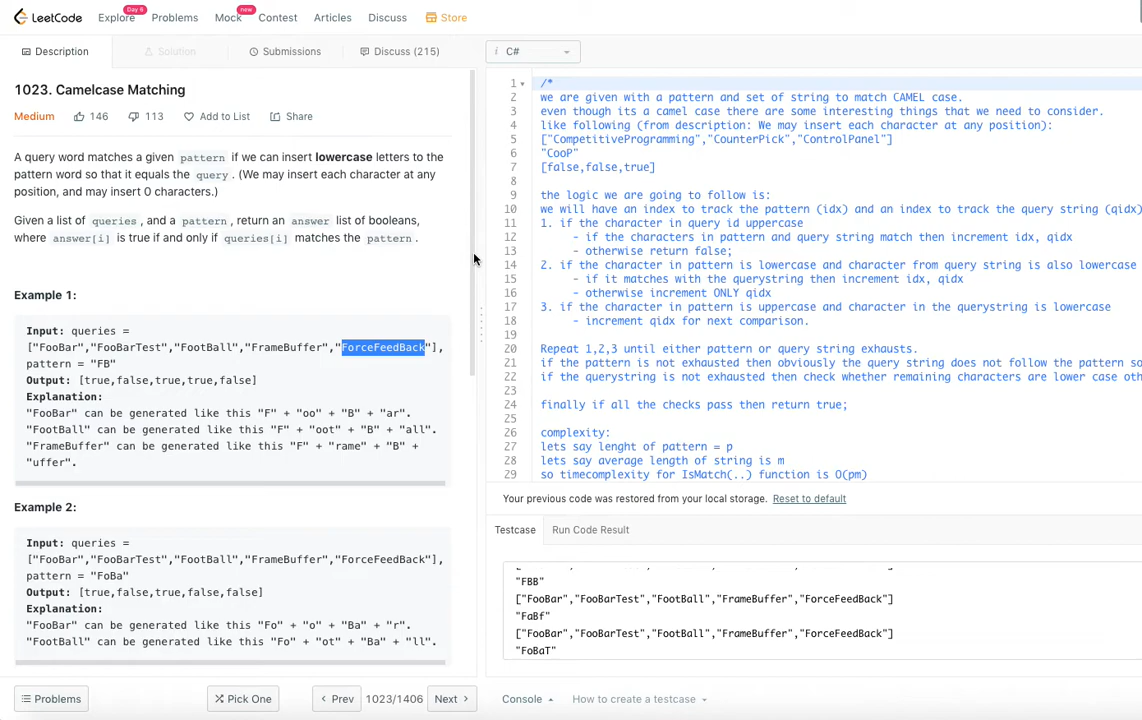 LeetCode
Explore
Day 6
Problems
Mock
new
Contest
Articles
Discuss
Store
Description
Solution
Submissions
Discuss (215)
i C#
1023. Camelcase Matching
Medium
146
113
Add to List
Share
A query word matches a given pattern if we can insert lowercase letters to the
pattern word so that it equals the query . (We may insert each character at any
position, and may insert 0 characters.)
Given a list of queries , and a pattern , return an answer list of booleans,
where answer[i] is true if and only if queries[i] matches the pattern .
Example 1:
Input: queries =
["FooBar","FooBarTest","FootBall","FrameBuffer","ForceFeedBack"],
pattern = "FB"
Output: [true,false,true,true,false]
Explanation:
"FooBar" can be generated like this "F" + "oo" + "B" + "ar".
"FootBall" can be generated like this "F" + "oot" + "B" + "all".
"FrameBuffer" can be generated like this "F" + "rame" + "B" +
"uffer".
Example 2:
Input: queries =
["FooBar","FooBarTest","FootBall","FrameBuffer","ForceFeedBack"],
pattern = "FoBa"
Output: [true,false,true,false,false]
Explanation:
"FooBar" can be generated like this "Fo" + "o" + "Ba" + "r".
"FootBall" can be generated like this "Fo" + "ot" + "Ba" + "ll".
Problems
Pick One
Prev
1023/1406
Next
1 /*
2 we are given with a pattern and set of string to match CAMEL case.
3 even though its a camel case there are some interesting things that we need to consider.
4 like following (from description: We may insert each character at any position):
5 ["CompetitiveProgramming","CounterPick","ControlPanel"]
6 "CooP"
7 [false,false,true]
8
9 the logic we are going to follow is:
10 we will have an index to track the pattern (idx) and an index to track the query string (qidx)
11 1. if the character in query id uppercase
12 - if the characters in pattern and query string match then increment idx, qidx
13 - otherwise return false;
14 2. if the character in pattern is lowercase and character from query string is also lowercase
15 - if it matches with the querystring then increment idx, qidx
16 - otherwise increment ONLY qidx
17 3. if the character in pattern is uppercase and character in the querystring is lowercase
18 - increment qidx for next comparison.
19
20 Repeat 1,2,3 until either pattern or query string exhausts.
21 if the pattern is not exhausted then obviously the query string does not follow the pattern so
22 if the querystring is not exhausted then check whether remaining characters are lower case oth
23
24 finally if all the checks pass then return true;
25
26 complexity:
27 lets say lenght of pattern = p
28 lets say average length of string is m
29 so timecomplexity for IsMatch(..) function is O(pm)
Your previous code was restored from your local storage. Reset to default
Testcase
Run Code Result
"FBB"
["FooBar","FooBarTest","FootBall","FrameBuffer","ForceFeedBack"]
"FaBf"
["FooBar","FooBarTest","FootBall","FrameBuffer","ForceFeedBack"]
"FoBaT"
Console
How to create a testcase